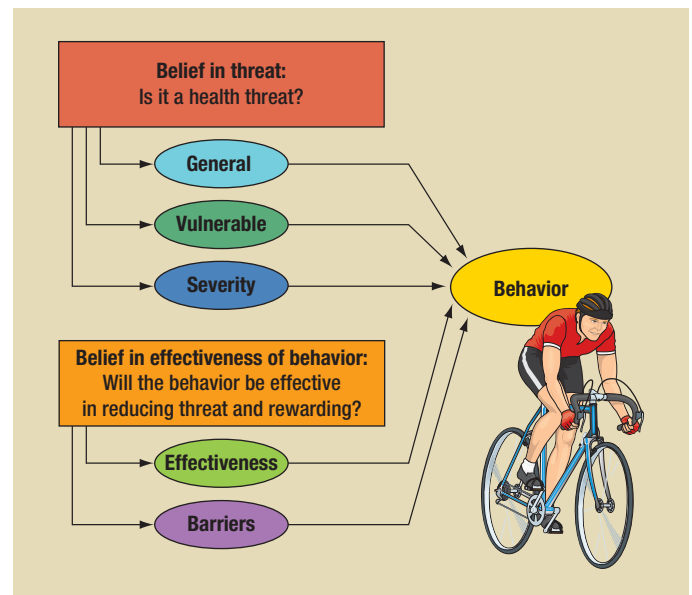 Belief in threat:
Is it a health threat?
General
Vulnerable
Severity
Behavior
Belief in effectiveness of behavior:
Will the behavior be effective
in reducing threat and rewarding?
Effectiveness
Barriers